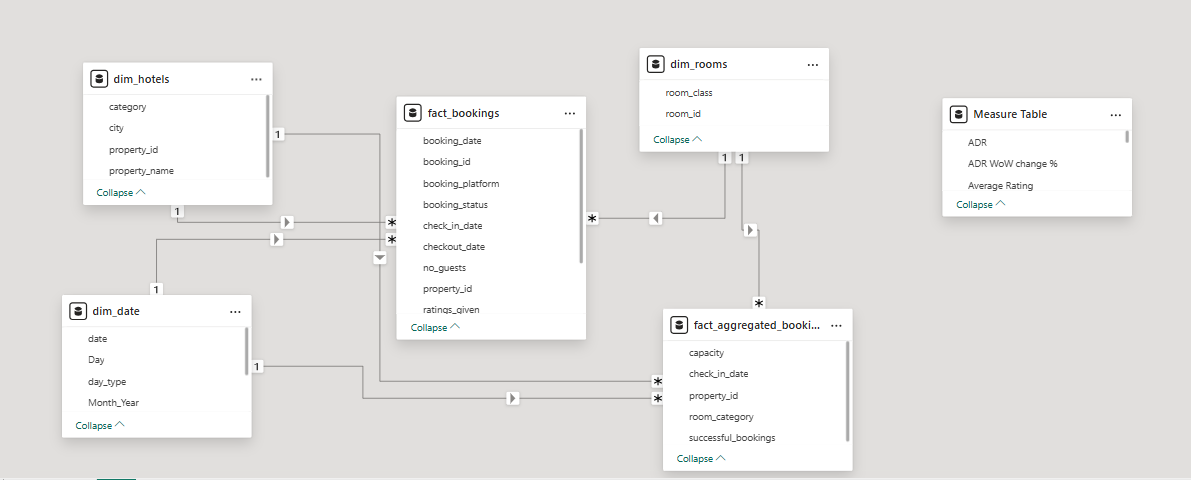 dim_hotels
category
city
property_id
property_name
Collapse
1
1
fact_bookings
booking_date
booking_id
booking_platform
booking_status
check_in_date
checkout_date
no_guests
property_id
ratings_given
Collapse
*
*
*
dim_rooms
room_class
room_id
Collapse
1 1
Measure Table
ADR
ADR WoW change %
Average Rating
Collapse
dim_date
date
Day
day_type
Month_Year
Collapse
1
1
fact_aggregated_booki...
capacity
check_in_date
property_id
room_category
successful_bookings
Collapse
*
*
*